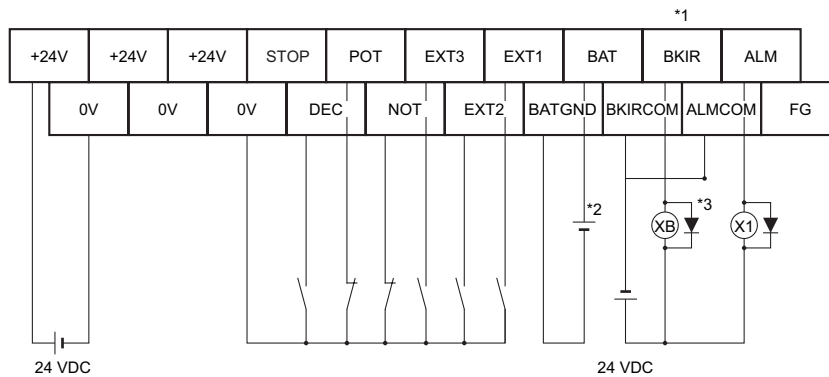 *1
+24V +24V +24V STOP POT EXT3 EXT1 BAT BKIR ALM
0V 0V 0V DEC NOT EXT2 BATGND BKIRCOM ALMCOM FG
*2 XB *3 X1
24 VDC 24 VDC